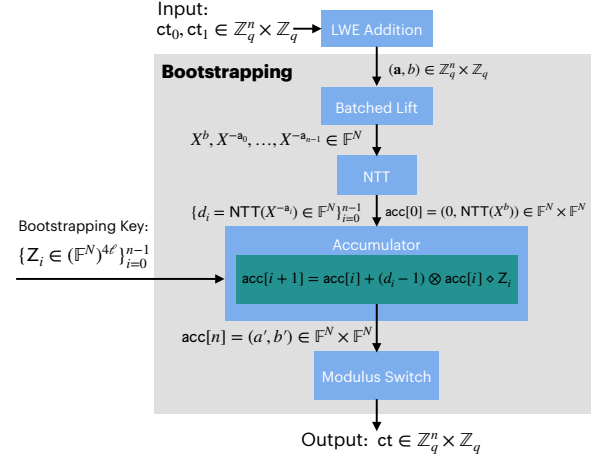 Input:
ct₀, ct₁ ∈ ℤ_q^n × ℤ_q
LWE Addition
Bootstrapping
(𝐚, b) ∈ ℤ_q^n × ℤ_q
Batched Lift
X^b, X^{−a_0}, …, X^{−a_{n−1}} ∈ 𝔽^N
NTT
{d_i = NTT(X^{−a_i}) ∈ 𝔽^N}_{i=0}^{n−1}
acc[0] = (0, NTT(X^b)) ∈ 𝔽^N × 𝔽^N
Bootstrapping Key:
{Z_i ∈ (𝔽^N)^{4ℓ}}_{i=0}^{n−1}
Accumulator
acc[i + 1] = acc[i] + (d_i − 1) ⊗ acc[i] ⋄ Z_i
acc[n] = (a′, b′) ∈ 𝔽^N × 𝔽^N
Modulus Switch
Output: ct ∈ ℤ_q^n × ℤ_q